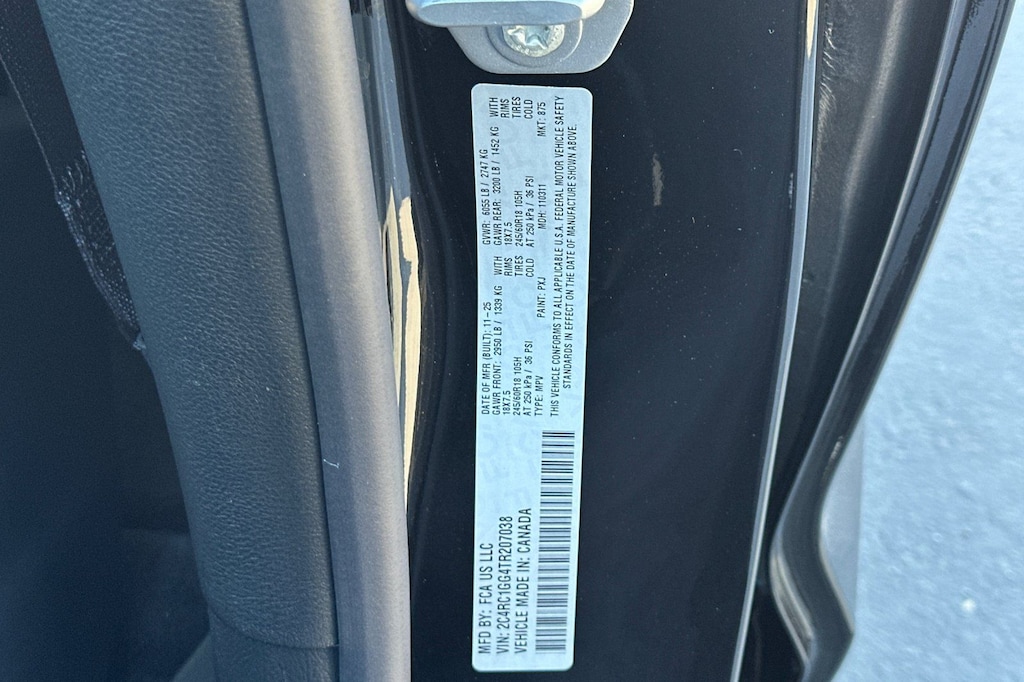 MFD BY: FCA US LLC
VIN: 2C4RC1GG4TR207038
VEHICLE MADE IN: CANADA
DATE OF MFR (BUILT): 11-25 GVWR: 6055 LB / 2747 KG
GAWR FRONT: 2950 LB / 1339 KG WITH GAWR REAR: 3200 LB / 1452 KG WITH
18X7.5 RIMS 18X7.5 RIMS
245/60R18 105H TIRES 245/60R18 105H TIRES
AT 250 kPa / 36 PSI COLD AT 250 kPa / 36 PSI COLD
TYPE: MPV PAINT: PXJ MDH: 110311 MKT: 875
THIS VEHICLE CONFORMS TO ALL APPLICABLE U.S.A. FEDERAL MOTOR VEHICLE SAFETY
STANDARDS IN EFFECT ON THE DATE OF MANUFACTURE SHOWN ABOVE.